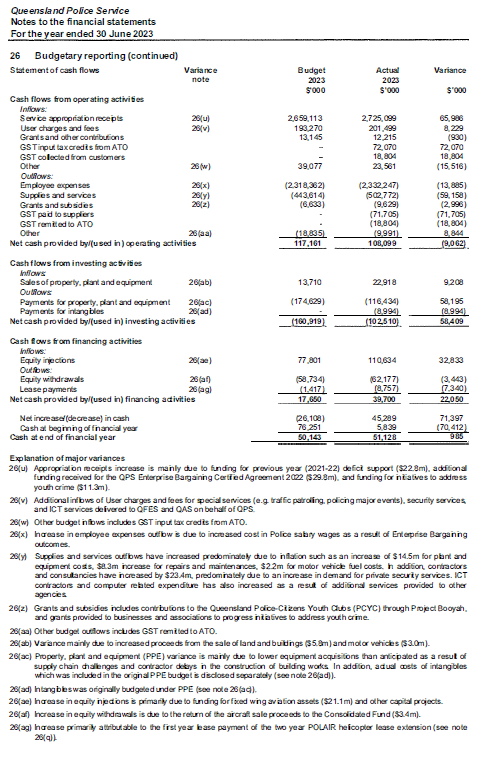 Queensland Police Service
Notes to the financial statements
For the year ended 30 June 2023
26 Budgetary reporting (continued)
Statement of cash flows Variance note Budget 2023 $'000 Actual 2023 $'000 Variance $'000
Cash flows from operating activities
Inflows:
Service appropriation receipts 26(u) 2,659,113 2,725,099 65,986
User charges and fees 26(v) 193,270 201,499 8,229
Grants and other contributions 13,145 12,215 (930)
GST input tax credits from ATO – 72,070 72,070
GST collected from customers – 18,804 18,804
Other 26(w) 39,077 23,561 (15,516)
Outflows:
Employee expenses 26(x) (2,318,362) (2,332,247) (13,885)
Supplies and services 26(y) (443,614) (502,772) (59,158)
Grants and subsidies 26(z) (6,633) (9,629) (2,996)
GST paid to suppliers - (71,705) (71,705)
GST remitted to ATO - (18,804) (18,804)
Other 26(aa) (18,835) (9,991) 8,844
Net cash provided by/(used in) operating activities 117,161 108,099 (9,062)
Cash flows from investing activities
Inflows:
Sales of property, plant and equipment 26(ab) 13,710 22,918 9,208
Outflows:
Payments for property, plant and equipment 26(ac) (174,629) (116,434) 58,195
Payments for intangibles 26(ad) - (8,994) (8,994)
Net cash provided by/(used in) investing activities (160,919) (102,510) 58,409
Cash flows from financing activities
Inflows:
Equity injections 26(ae) 77,801 110,634 32,833
Outflows:
Equity withdrawals 26(af) (58,734) (62,177) (3,443)
Lease payments 26(ag) (1,417) (8,757) (7,340)
Net cash provided by/(used in) financing activities 17,650 39,700 22,050
Net increase/(decrease) in cash (26,108) 45,289 71,397
Cash at beginning of financial year 76,251 5,839 (70,412)
Cash at end of financial year 50,143 51,128 985
Explanation of major variances
26(u) Appropriation receipts increase is mainly due to funding for previous year (2021-22) deficit support ($22.8m), additional
funding received for the QPS Enterprise Bargaining Certified Agreement 2022 ($29.8m), and funding for initiatives to address
youth crime ($11.3m).
26(v) Additional inflows of User charges and fees for special services (e.g. traffic patrolling, policing major events), security services,
and ICT services delivered to QFES and QAS on behalf of QPS.
26(w) Other budget inflows includes GST input tax credits from ATO.
26(x) Increase in employee expenses outflow is due to increased cost in Police salary wages as a result of Enterprise Bargaining
outcomes.
26(y) Supplies and services outflows have increased predominately due to inflation such as an increase of $14.5m for plant and
equipment costs, $8.3m increase for repairs and maintenances, $2.2m for motor vehicle fuel costs. In addition, contractors
and consultancies have increased by $23.4m, predominately due to an increase in demand for private security services. ICT
contractors and computer related expenditure has also increased as a result of additional services provided to other
agencies.
26(z) Grants and subsidies includes contributions to the Queensland Police-Citizens Youth Clubs (PCYC) through Project Booyah,
and grants provided to businesses and associations to progress initiatives to address youth crime.
26(aa) Other budget outflows includes GST remitted to ATO.
26(ab) Variance mainly due to increased proceeds from the sale of land and buildings ($5.8m) and motor vehicles ($3.0m).
26(ac) Property, plant and equipment (PPE) variance is mainly due to lower equipment acquisitions than anticipated as a result of
supply chain challenges and contractor delays in the construction of building works. In addition, actual costs of intangibles
which was included in the original PPE budget is disclosed separately (see note 26(ad)).
26(ad) Intangibles was originally budgeted under PPE (see note 26(ac)).
26(ae) Increase in equity injections is primarily due to funding for fixed wing aviation assets ($21.1m) and other capital projects.
26(af) Increase in equity withdrawals is due to the return of the aircraft sale proceeds to the Consolidated Fund ($3.4m).
26(ag) Increase primarily attributable to the first year lease payment of the two year POLAIR helicopter lease extension (see note
26(q)).